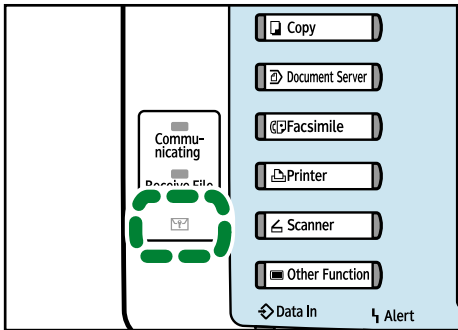 Copy
Document Server
Facsimile
Commu-
nicating
Printer
Receive File
Scanner
Other Function
Data In
Alert